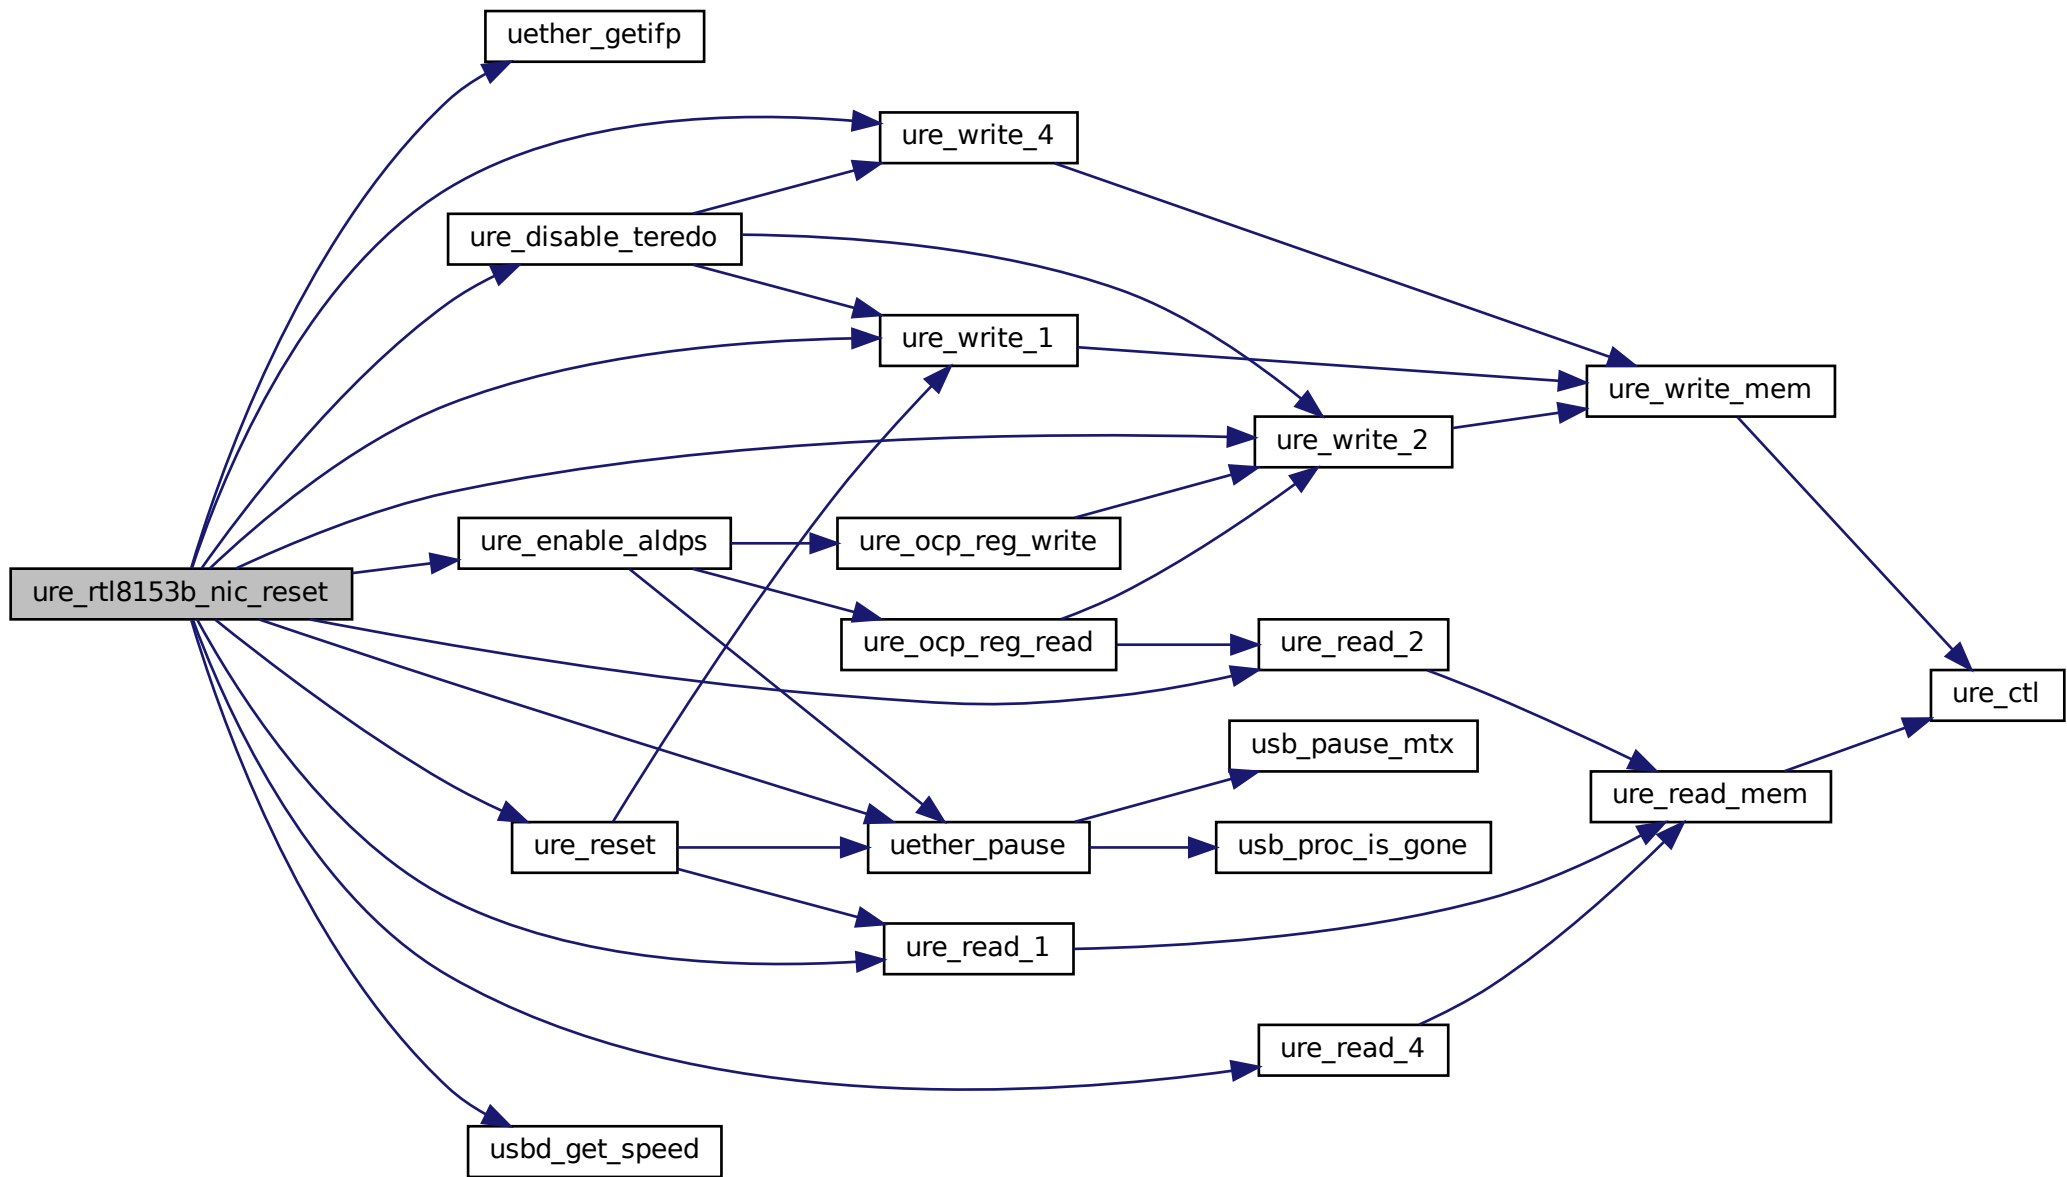 uether_getifp
ure_write_4
ure_disable_teredo
ure_write_1
ure_write_mem
ure_write_2
ure_enable_aldps
ure_ocp_reg_write
ure_rtl8153b_nic_reset
ure_ocp_reg_read
ure_read_2
ure_ctl
usb_pause_mtx
ure_read_mem
ure_reset
uether_pause
usb_proc_is_gone
ure_read_1
ure_read_4
usbd_get_speed